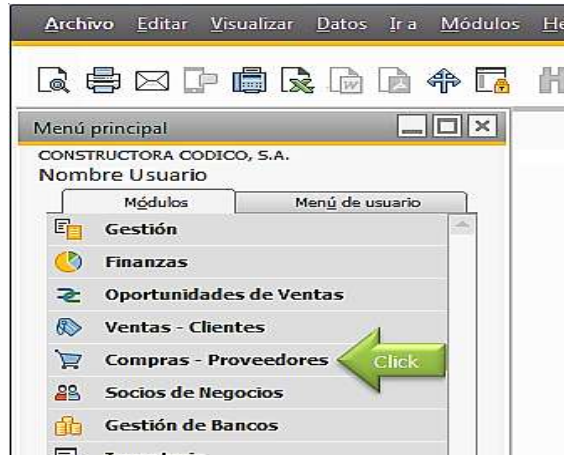 Archivo Editar Visualizar Datos Ir a Módulos He
Menú principal
CONSTRUCTORA CODICO, S.A.
Nombre Usuario
Módulos Menú de usuario
Gestión
Finanzas
Oportunidades de Ventas
Ventas - Clientes
Compras - Proveedores Click
Socios de Negocios
Gestión de Bancos